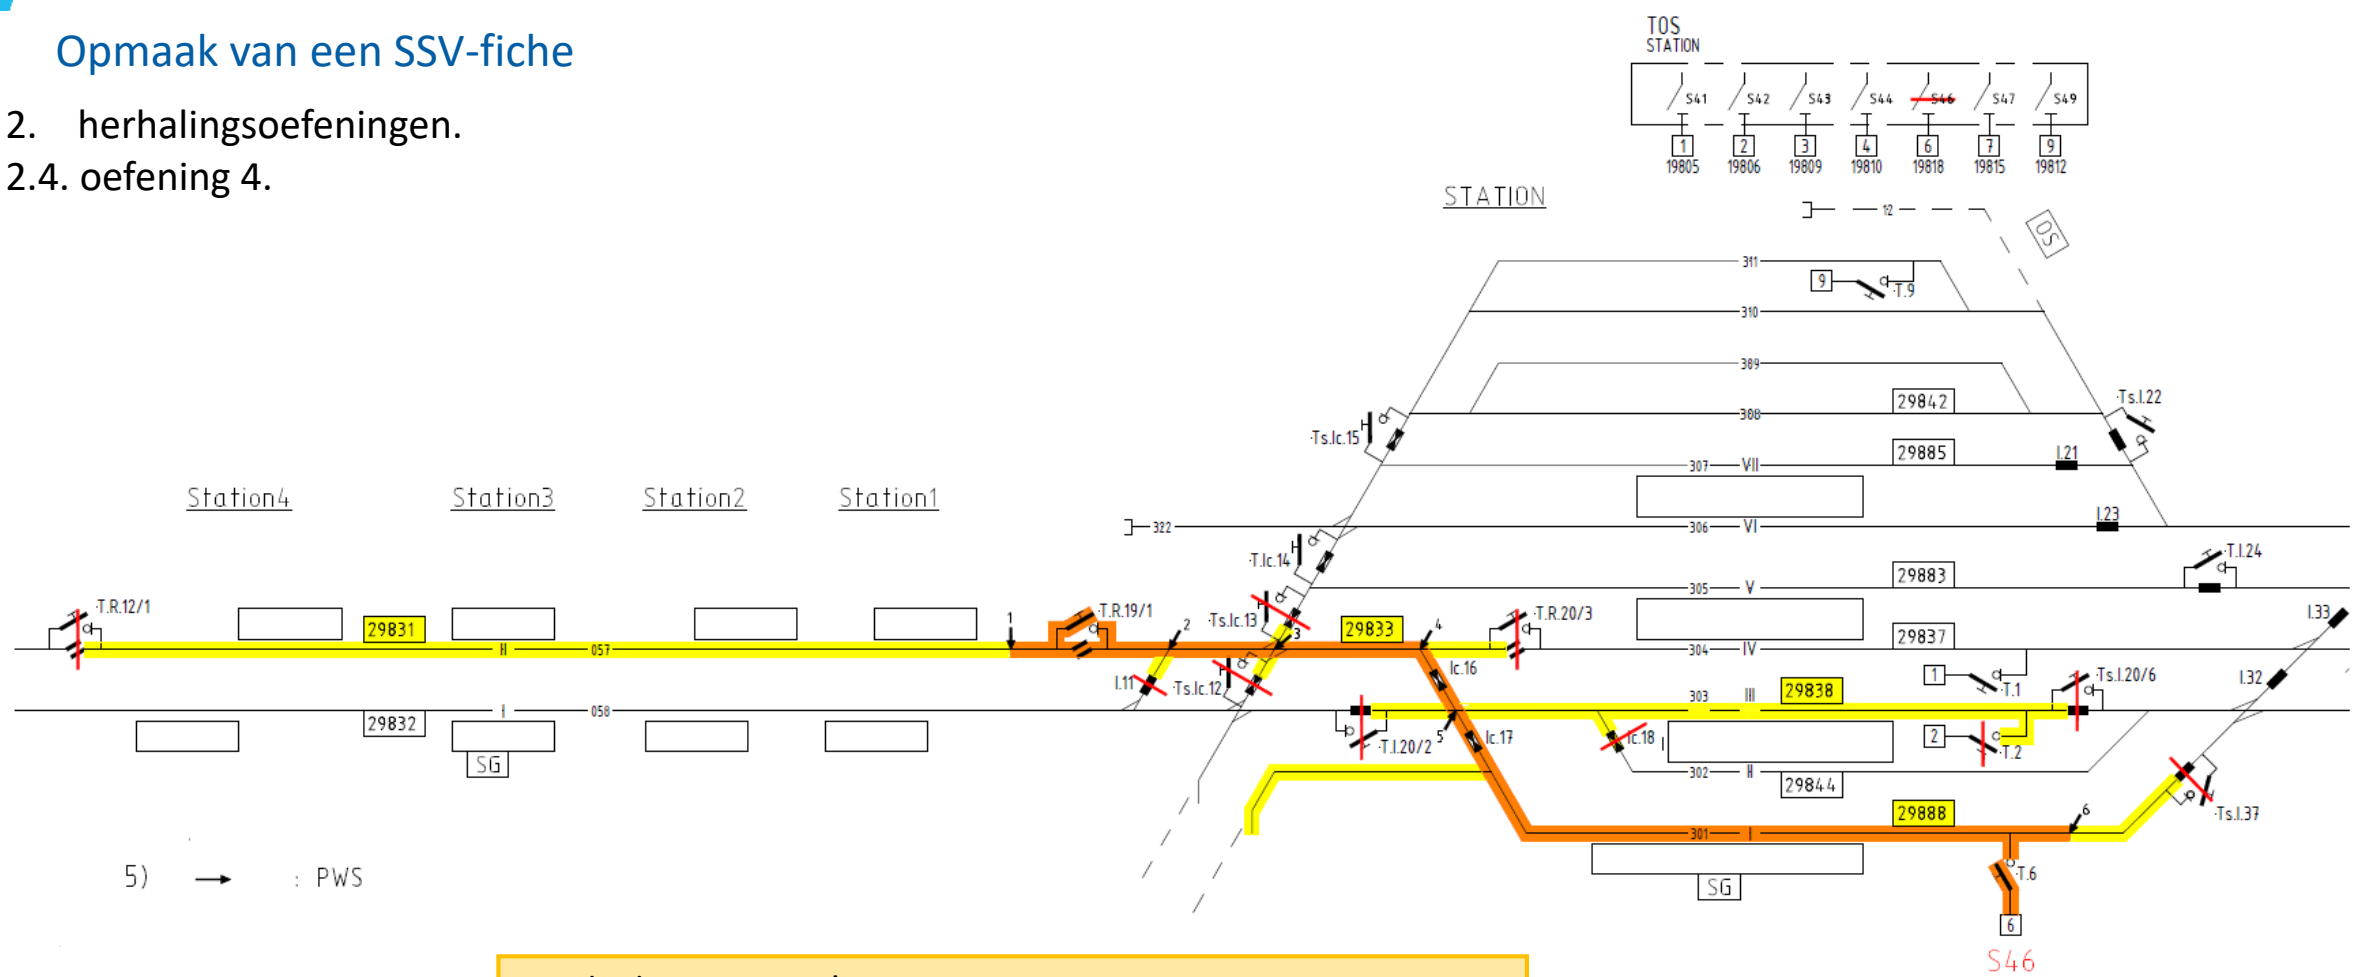 Opmaak van een SSV-fiche
2. herhalingsoefeningen.
2.4. oefening 4.
TOS
STATION
S41 S42 S43 S44 S46 S47 S49
1 2 3 4 6 7 9
19805 19806 19809 19810 19818 19815 19812
STATION
12
OS
311
9 T.9
310
309
29842 Ts.I.22
308
Ts.Ic.15
29885 I.21
307 VII
Station4 Station3 Station2 Station1
I.23
322 306 VI
T.Ic.14 T.I.24
29883
305 V
T.R.12/1 T.R.19/1 Ts.Ic.13 T.R.20/3 I.33
29831 1 2 3 29833 4 29837
II 057 304 IV
Ic.16
I.11 Ts.Ic.12 1 T.1 Ts.I.20/6 I.32
303 III 29838
I 058
29832 T.I.20/2 5 Ic.17 Ic.18 I 2 T.2
SG
302 II 29844
29888 6 Ts.I.37
301 I
5) : PWS
T.6
SG
6
S46